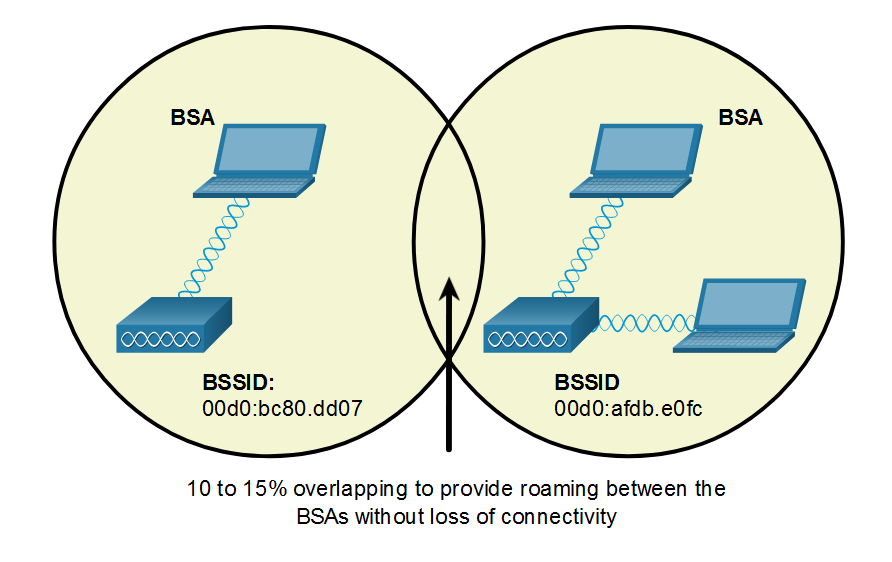 BSA
BSA
BSSID:
00d0:bc80.dd07
BSSID
00d0:afdb.e0fc
10 to 15% overlapping to provide roaming between the
BSAs without loss of connectivity